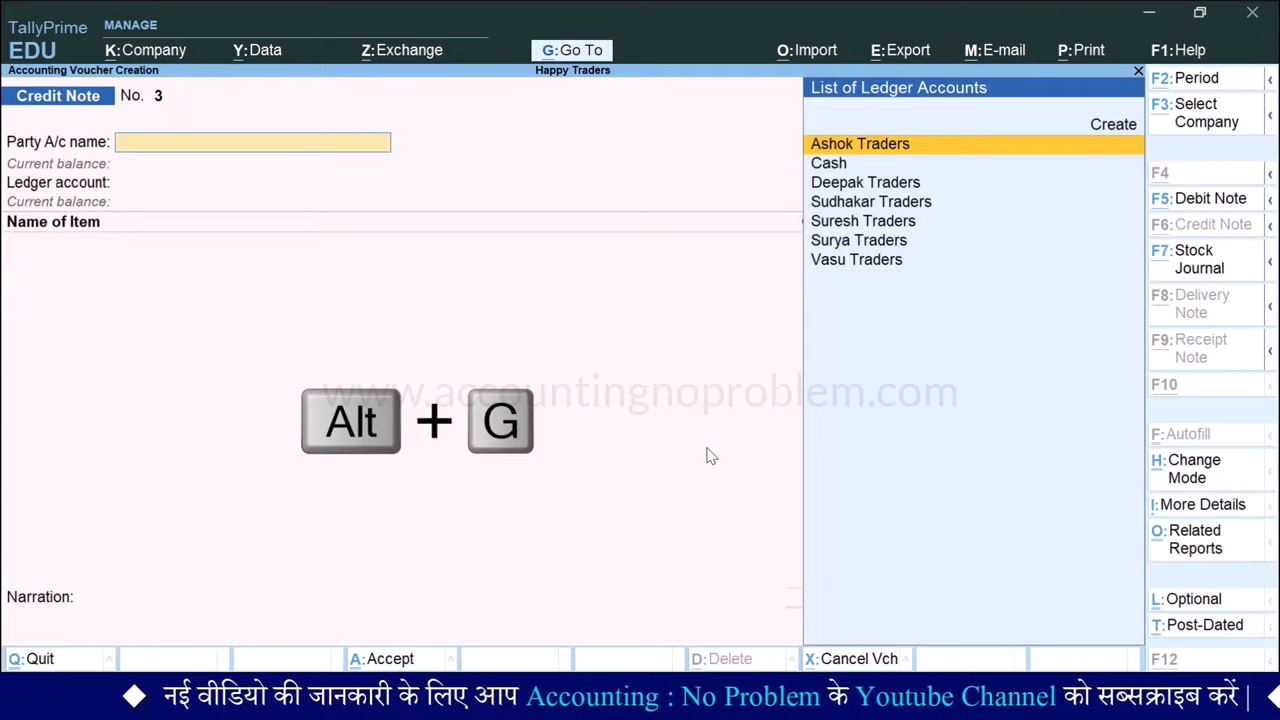 TallyPrime
EDU
MANAGE
K:Company
Y:Data
Z:Exchange
G:Go To
O:Import
E:Export
M:E-mail
P:Print
F1:Help
Accounting Voucher Creation
Happy Traders
Credit Note No. 3
Party A/c name:
Current balance:
Ledger account:
Current balance:
Name of Item
List of Ledger Accounts
Create
Ashok Traders
Cash
Deepak Traders
Sudhakar Traders
Suresh Traders
Surya Traders
Vasu Traders
F2:Period
F3:Select
Company
F4
F5:Debit Note
F6:Credit Note
F7:Stock
Journal
F8:Delivery
Note
F9:Receipt
Note
F10
F:Autofill
H:Change
Mode
I:More Details
O:Related
Reports
L:Optional
T:Post-Dated
F12
www.accountingnoproblem.com
Alt + G
Narration:
Q:Quit
A:Accept
D:Delete
X:Cancel Vch
नई वीडियो की जानकारी के लिए आप Accounting : No Problem के Youtube Channel को सब्सक्राइब करें |